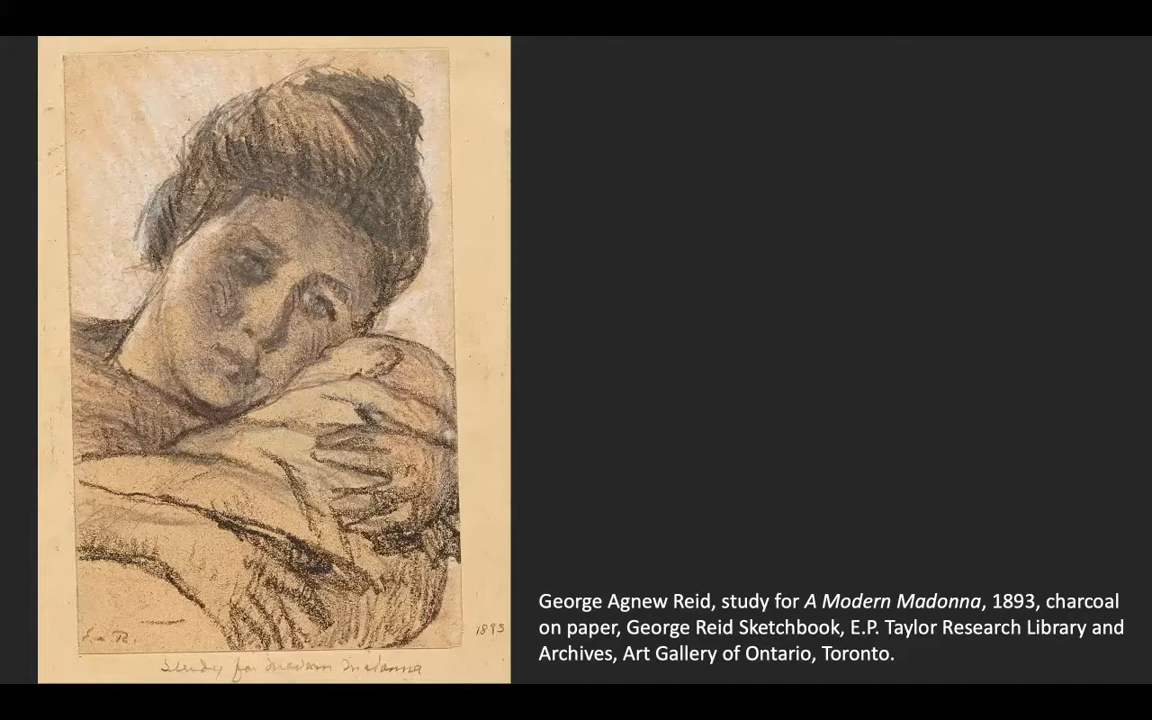 G. A. R.
1893
Study for Modern Madonna
George Agnew Reid, study for A Modern Madonna, 1893, charcoal
on paper, George Reid Sketchbook, E.P. Taylor Research Library and
Archives, Art Gallery of Ontario, Toronto.